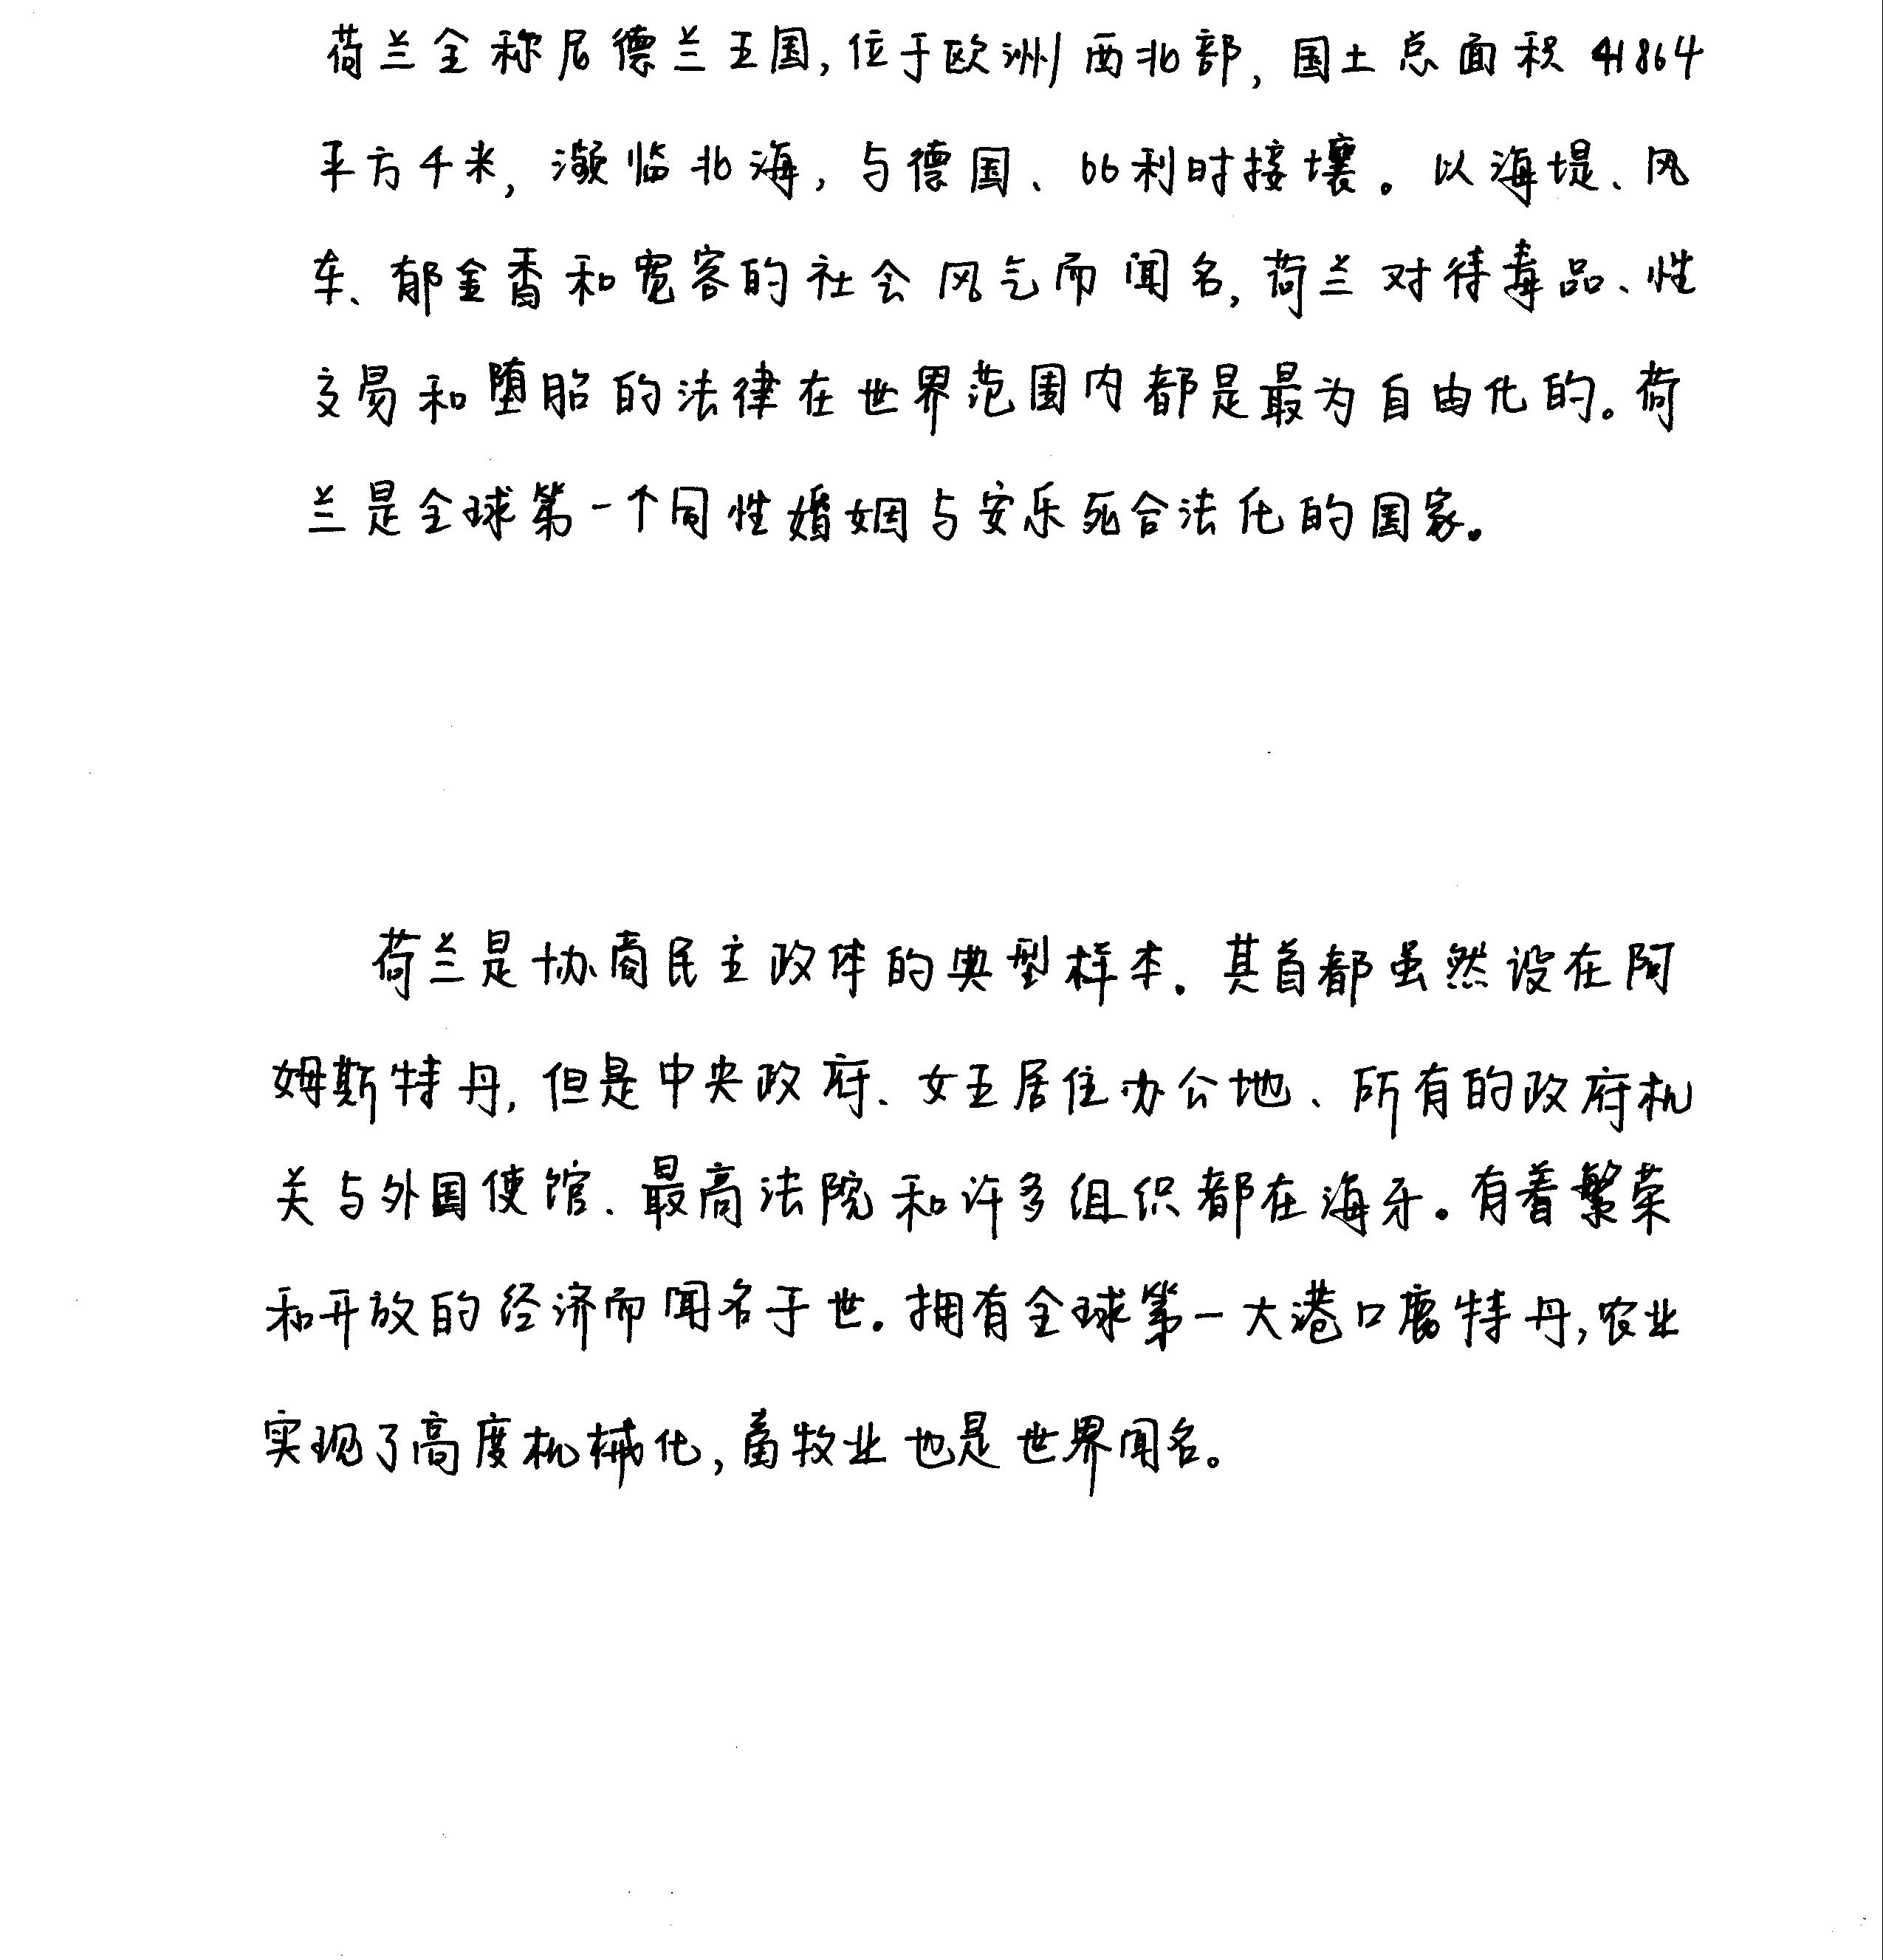 荷兰全称尼德兰王国,位于欧洲西北部,国土总面积41864
平方千米,濒临北海,与德国、比利时接壤。以海堤、风
车、郁金香和宽容的社会风气而闻名,荷兰对待毒品、性
交易和堕胎的法律在世界范围内都是最为自由化的。荷
兰是全球第一个同性婚姻与安乐死合法化的国家。
荷兰是协商民主政体的典型样本。其首都虽然设在阿
姆斯特丹,但是中央政府、女王居住办公地、所有的政府机
关与外国使馆、最高法院和许多组织都在海牙。有着繁荣
和开放的经济而闻名于世。拥有全球第一大港口鹿特丹,农业
实现了高度机械化,畜牧业也是世界闻名。